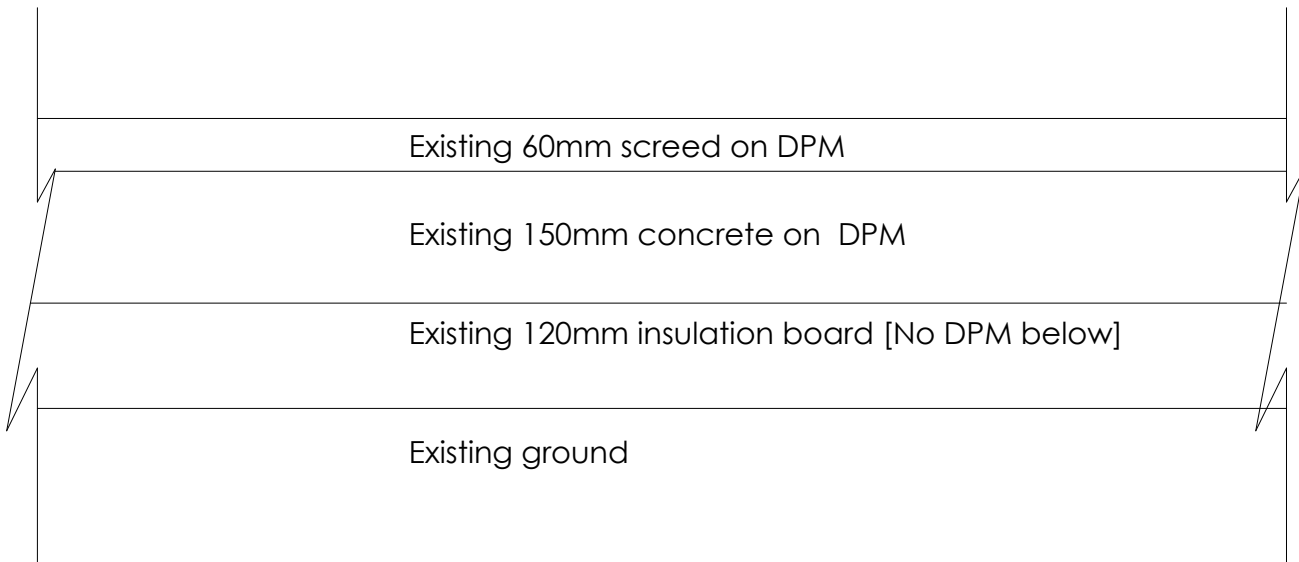 Existing 60mm screed on DPM
Existing 150mm concrete on  DPM
Existing 120mm insulation board [No DPM below]
Existing ground